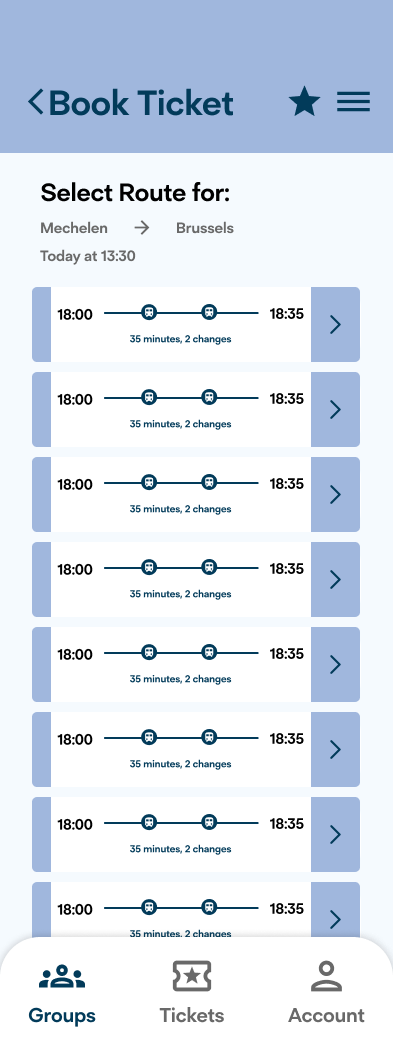 Book Ticket
Select Route for:
Mechelen → Brussels
Today at 13:30
18:00 18:35
35 minutes, 2 changes
18:00 18:35
35 minutes, 2 changes
18:00 18:35
35 minutes, 2 changes
18:00 18:35
35 minutes, 2 changes
18:00 18:35
35 minutes, 2 changes
18:00 18:35
35 minutes, 2 changes
18:00 18:35
35 minutes, 2 changes
18:00 18:35
35 minutes, 2 changes
Groups Tickets Account